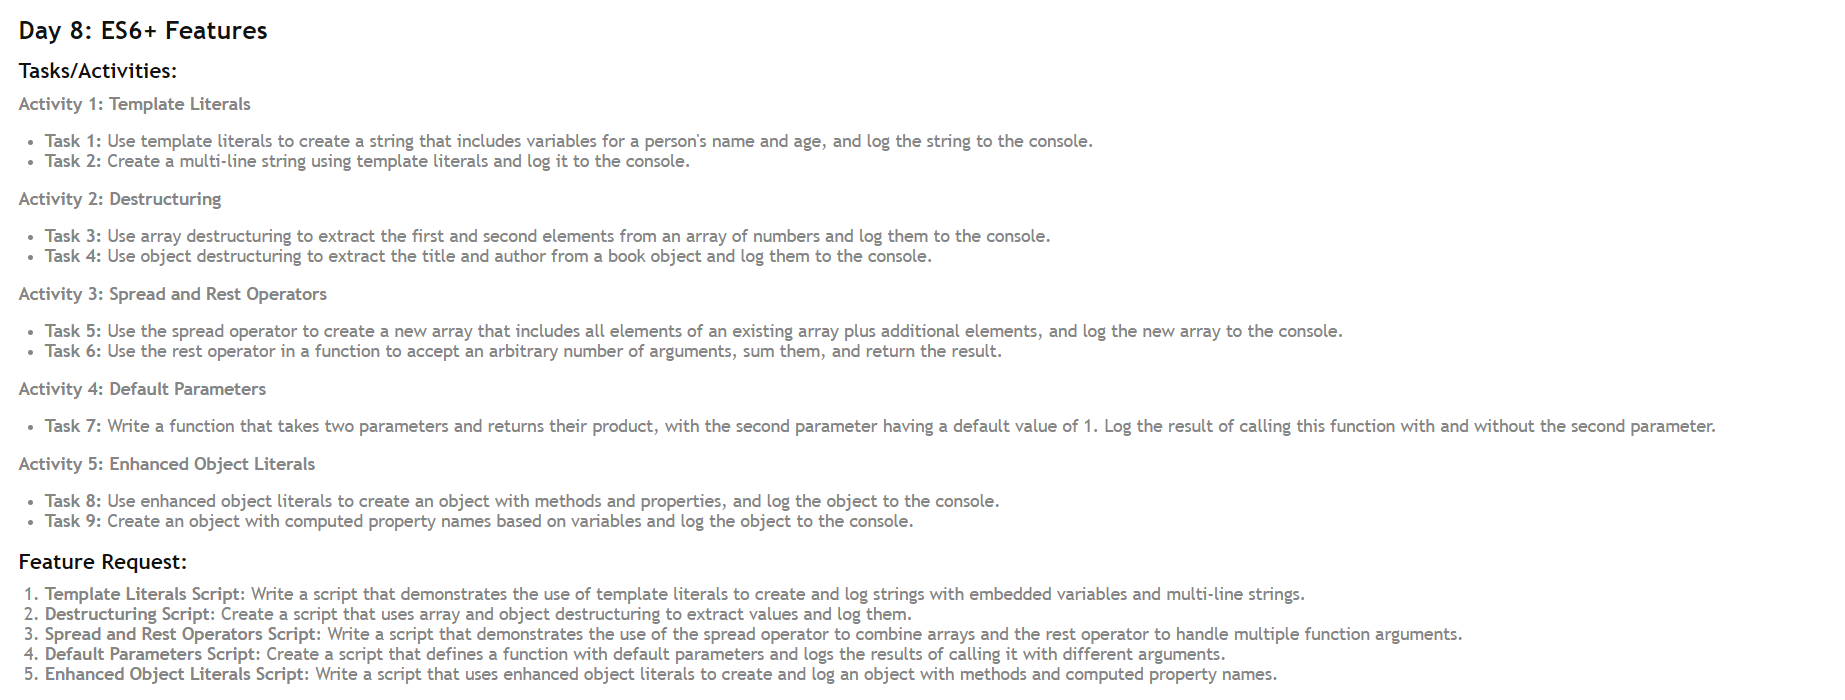 Day 8: ES6+ Features
Tasks/Activities:
Activity 1: Template Literals
• Task 1: Use template literals to create a string that includes variables for a person's name and age, and log the string to the console.
• Task 2: Create a multi-line string using template literals and log it to the console.
Activity 2: Destructuring
• Task 3: Use array destructuring to extract the first and second elements from an array of numbers and log them to the console.
• Task 4: Use object destructuring to extract the title and author from a book object and log them to the console.
Activity 3: Spread and Rest Operators
• Task 5: Use the spread operator to create a new array that includes all elements of an existing array plus additional elements, and log the new array to the console.
• Task 6: Use the rest operator in a function to accept an arbitrary number of arguments, sum them, and return the result.
Activity 4: Default Parameters
• Task 7: Write a function that takes two parameters and returns their product, with the second parameter having a default value of 1. Log the result of calling this function with and without the second parameter.
Activity 5: Enhanced Object Literals
• Task 8: Use enhanced object literals to create an object with methods and properties, and log the object to the console.
• Task 9: Create an object with computed property names based on variables and log the object to the console.
Feature Request:
1. Template Literals Script: Write a script that demonstrates the use of template literals to create and log strings with embedded variables and multi-line strings.
2. Destructuring Script: Create a script that uses array and object destructuring to extract values and log them.
3. Spread and Rest Operators Script: Write a script that demonstrates the use of the spread operator to combine arrays and the rest operator to handle multiple function arguments.
4. Default Parameters Script: Create a script that defines a function with default parameters and logs the results of calling it with different arguments.
5. Enhanced Object Literals Script: Write a script that uses enhanced object literals to create and log an object with methods and computed property names.